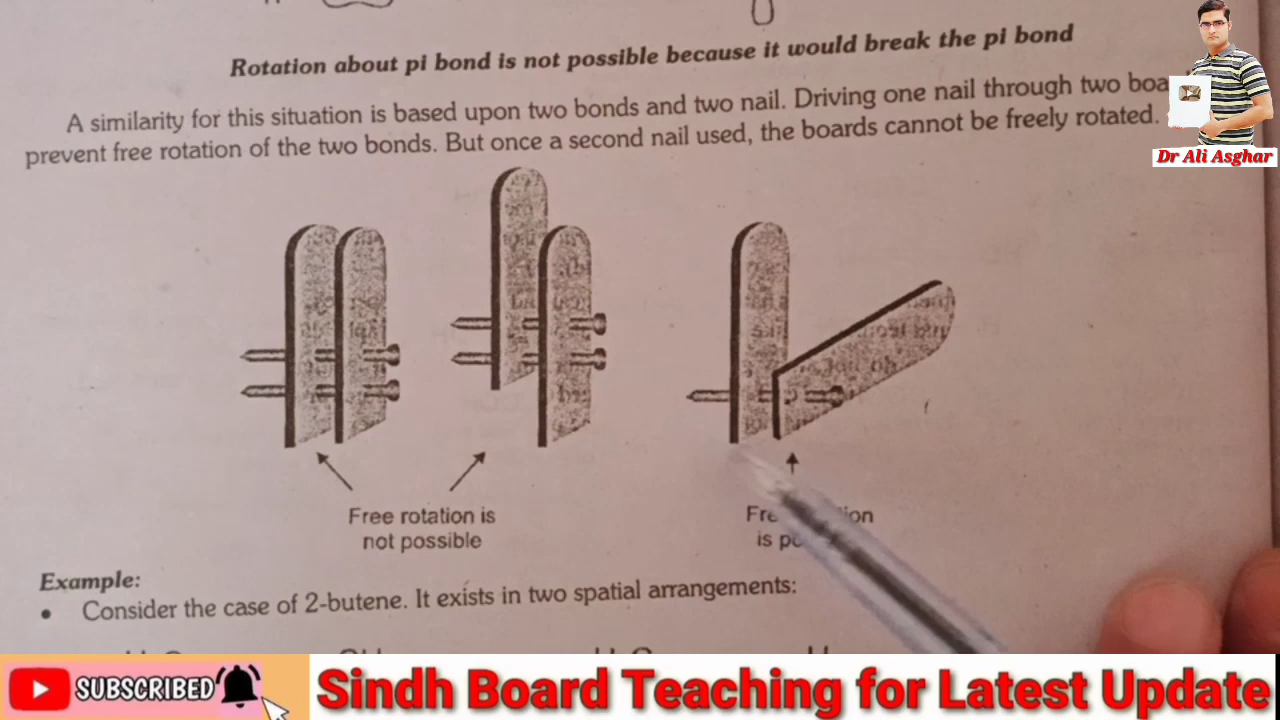 Rotation about pi bond is not possible because it would break the pi bond
A similarity for this situation is based upon two bonds and two nail. Driving one nail through two boa
prevent free rotation of the two bonds. But once a second nail used, the boards cannot be freely rotated.
Dr Ali Asghar
Free rotation is
not possible
Fre ion
is po
Example:
• Consider the case of 2-butene. It exists in two spatial arrangements:
SUBSCRIBED
Sindh Board Teaching for Latest Update